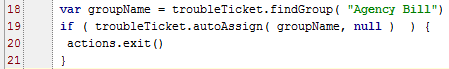 18 var groupName = troubleTicket.findGroup( "Agency Bill")
19 if ( troubleTicket.autoAssign( groupName, null )  ) {
20 actions.exit()
21 }